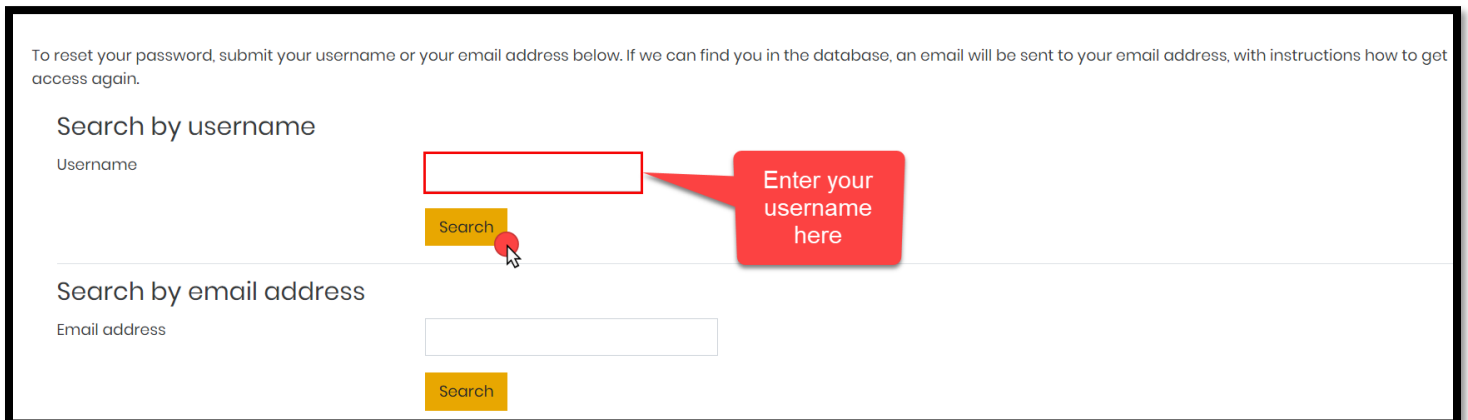 To reset your password, submit your username or your email address below. If we can find you in the database, an email will be sent to your email address, with instructions how to get
access again.
Search by username
Username
Enter your
username
here
Search
Search by email address
Email address
Search